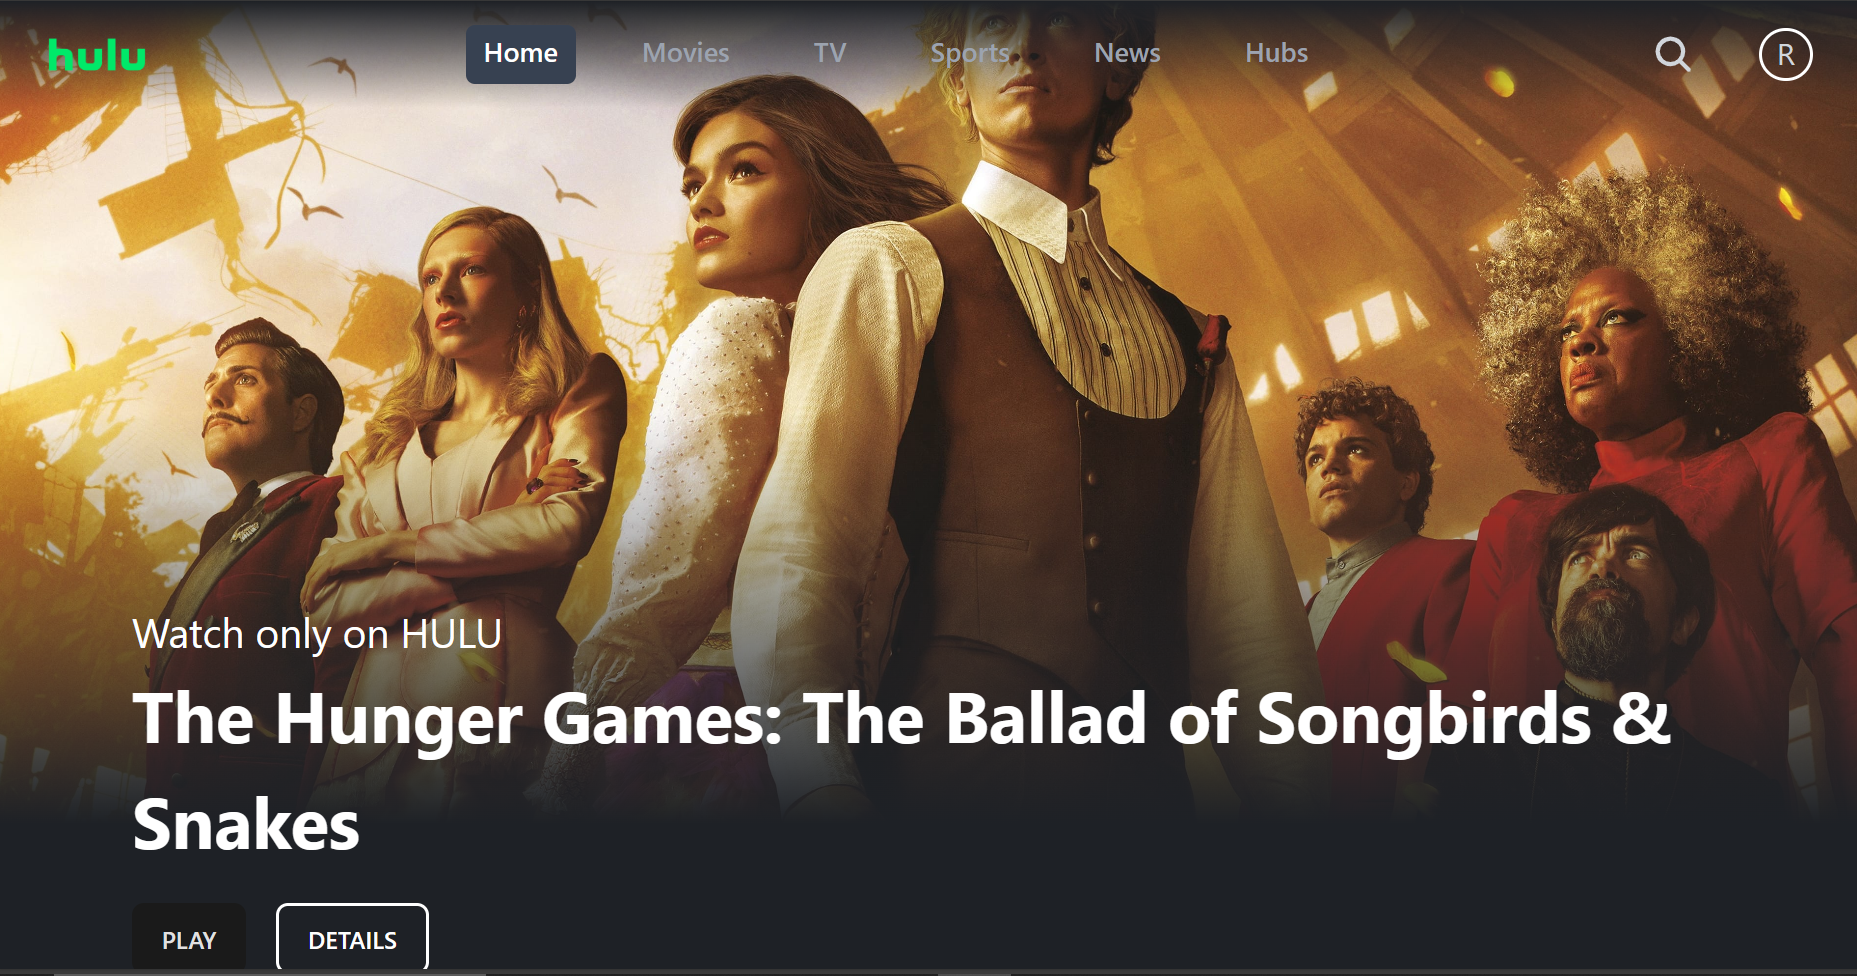 hulu
Home
Movies
TV
Sports
News
Hubs
R
Watch only on HULU
The Hunger Games: The Ballad of Songbirds &
Snakes
PLAY
DETAILS